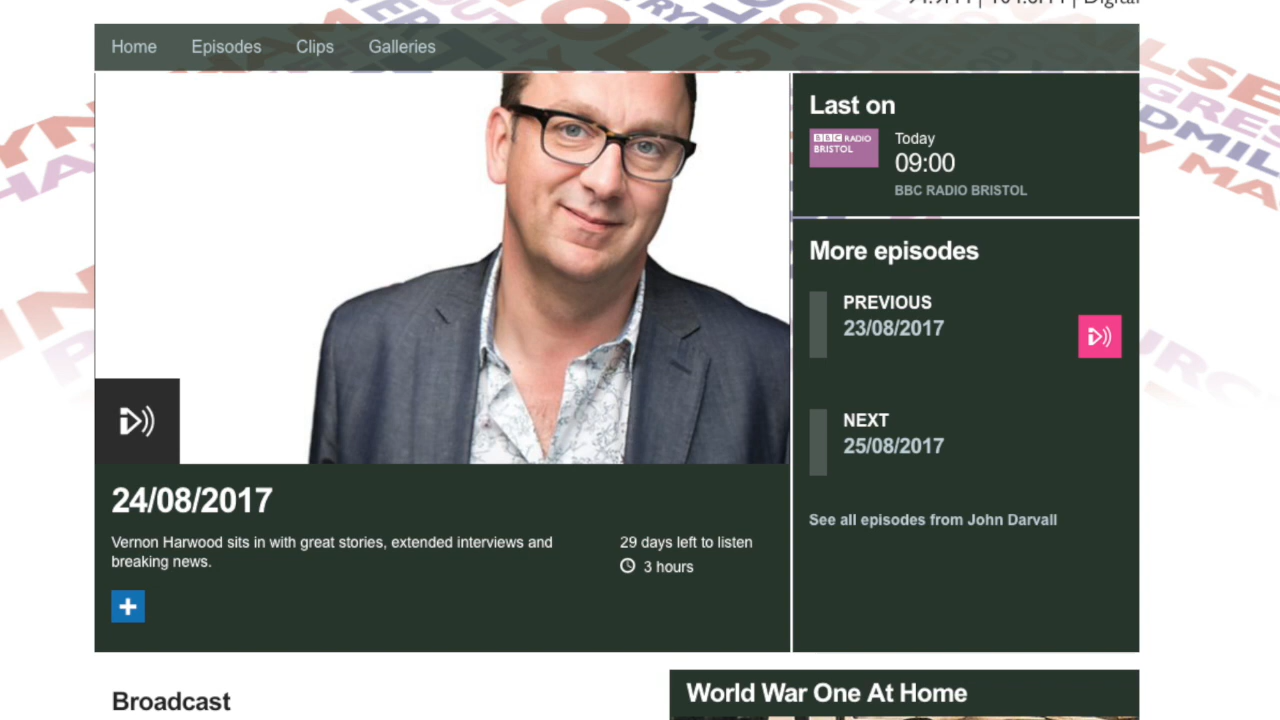 Home Episodes Clips Galleries
Last on
BBC RADIO
BRISTOL
Today
09:00
BBC RADIO BRISTOL
More episodes
PREVIOUS
23/08/2017
NEXT
25/08/2017
See all episodes from John Darvall
24/08/2017
Vernon Harwood sits in with great stories, extended interviews and
breaking news.
29 days left to listen
3 hours
Broadcast
World War One At Home